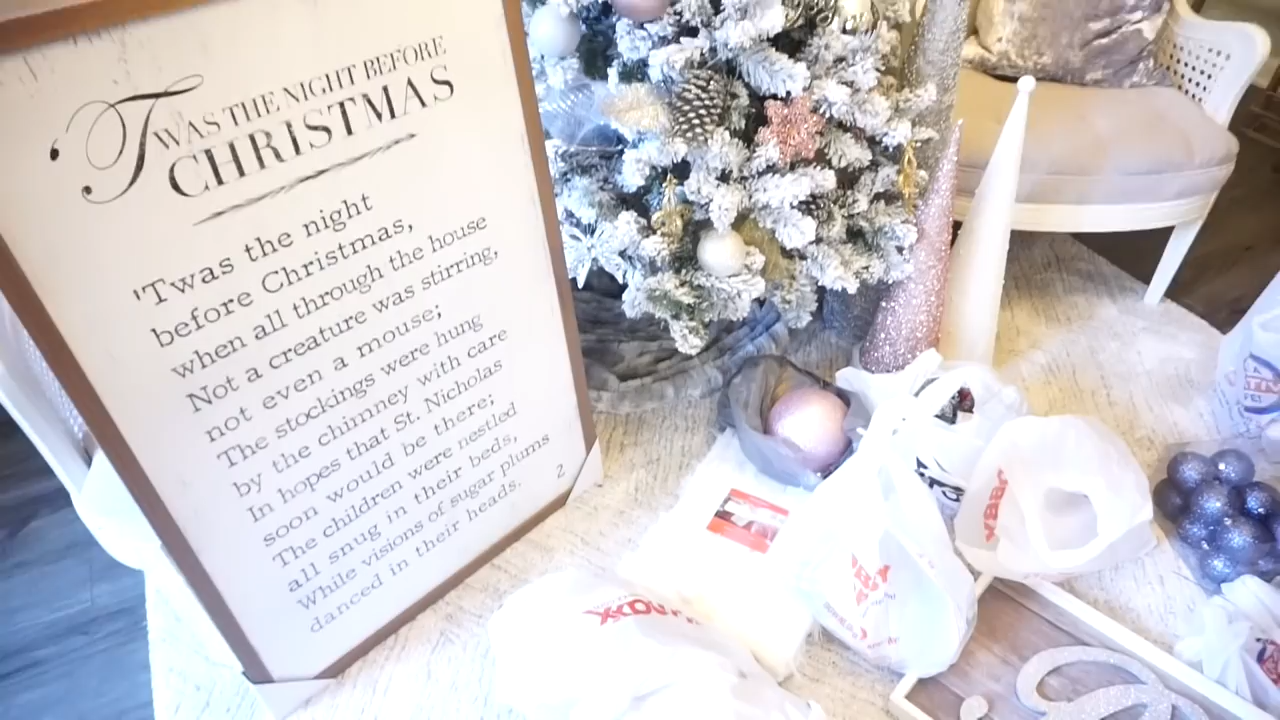 'TWAS THE NIGHT BEFORE
CHRISTMAS
'Twas the night
before Christmas,
when all through the house
Not a creature was stirring,
not even a mouse;
The stockings were hung
by the chimney with care
In hopes that St. Nicholas
soon would be there;
The children were nestled
all snug in their beds,
While visions of sugar plums
danced in their heads.
2